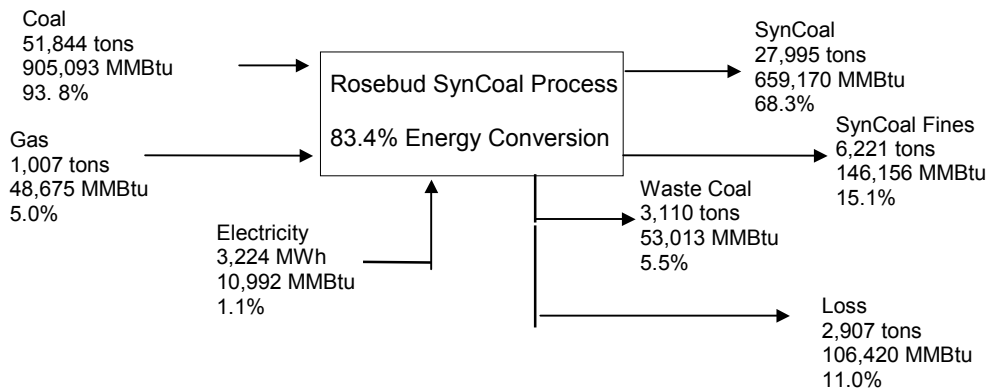 Coal
51,844 tons
905,093 MMBtu
93. 8%
Gas
1,007 tons
48,675 MMBtu
5.0%
Electricity
3,224 MWh
10,992 MMBtu
1.1%
Rosebud SynCoal Process
83.4% Energy Conversion
SynCoal
27,995 tons
659,170 MMBtu
68.3%
SynCoal Fines
6,221 tons
146,156 MMBtu
15.1%
Waste Coal
3,110 tons
53,013 MMBtu
5.5%
Loss
2,907 tons
106,420 MMBtu
11.0%